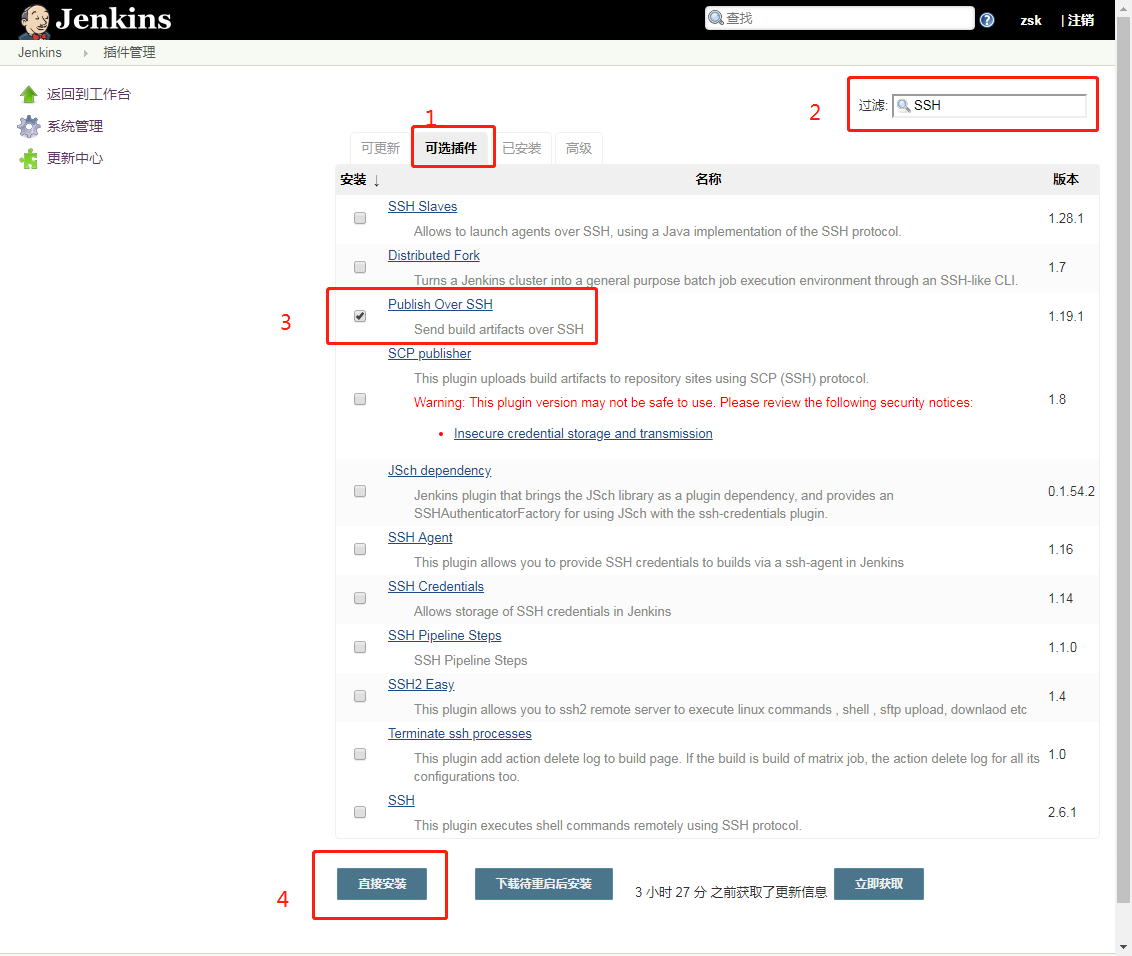 Jenkins
查找
zsk
| 注销
Jenkins
插件管理
返回到工作台
系统管理
更新中心
1
2
过滤:
SSH
可更新
可选插件
已安装
高级
安装 ↓
名称
版本
SSH Slaves
Allows to launch agents over SSH, using a Java implementation of the SSH protocol.
1.28.1
Distributed Fork
Turns a Jenkins cluster into a general purpose batch job execution environment through an SSH-like CLI.
1.7
3
Publish Over SSH
Send build artifacts over SSH
1.19.1
SCP publisher
This plugin uploads build artifacts to repository sites using SCP (SSH) protocol.
Warning: This plugin version may not be safe to use. Please review the following security notices:
• Insecure credential storage and transmission
1.8
JSch dependency
Jenkins plugin that brings the JSch library as a plugin dependency, and provides an
SSHAuthenticatorFactory for using JSch with the ssh-credentials plugin.
0.1.54.2
SSH Agent
This plugin allows you to provide SSH credentials to builds via a ssh-agent in Jenkins
1.16
SSH Credentials
Allows storage of SSH credentials in Jenkins
1.14
SSH Pipeline Steps
SSH Pipeline Steps
1.1.0
SSH2 Easy
This plugin allows you to ssh2 remote server to execute linux commands , shell , sftp upload, downlaod etc
1.4
Terminate ssh processes
This plugin add action delete log to build page. If the build is build of matrix job, the action delete log for all its
configurations too.
1.0
SSH
This plugin executes shell commands remotely using SSH protocol.
2.6.1
4
直接安装
下载待重启后安装
3 小时 27 分 之前获取了更新信息
立即获取